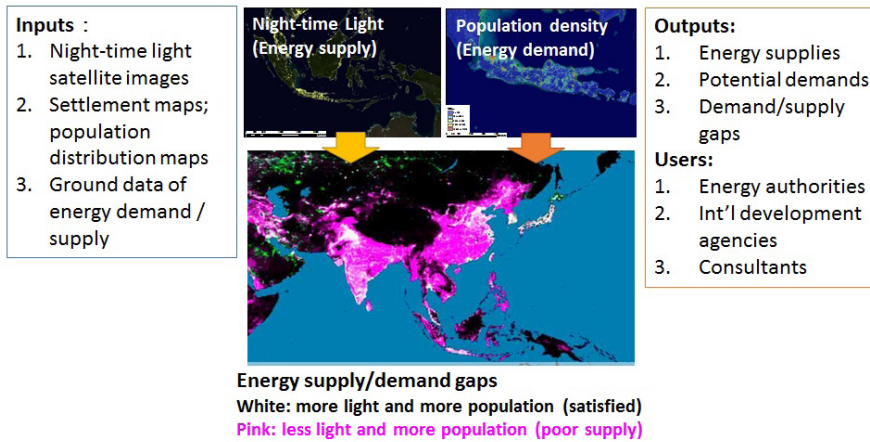 Inputs :
1. Night-time light
satellite images
2. Settlement maps;
population
distribution maps
3. Ground data of
energy demand /
supply
Night-time Light
(Energy supply)
Population density
(Energy demand)
Outputs:
1. Energy supplies
2. Potential demands
3. Demand/supply
gaps
Users:
1. Energy authorities
2. Int'l development
agencies
3. Consultants
Energy supply/demand gaps
White: more light and more population (satisfied)
Pink: less light and more population (poor supply)